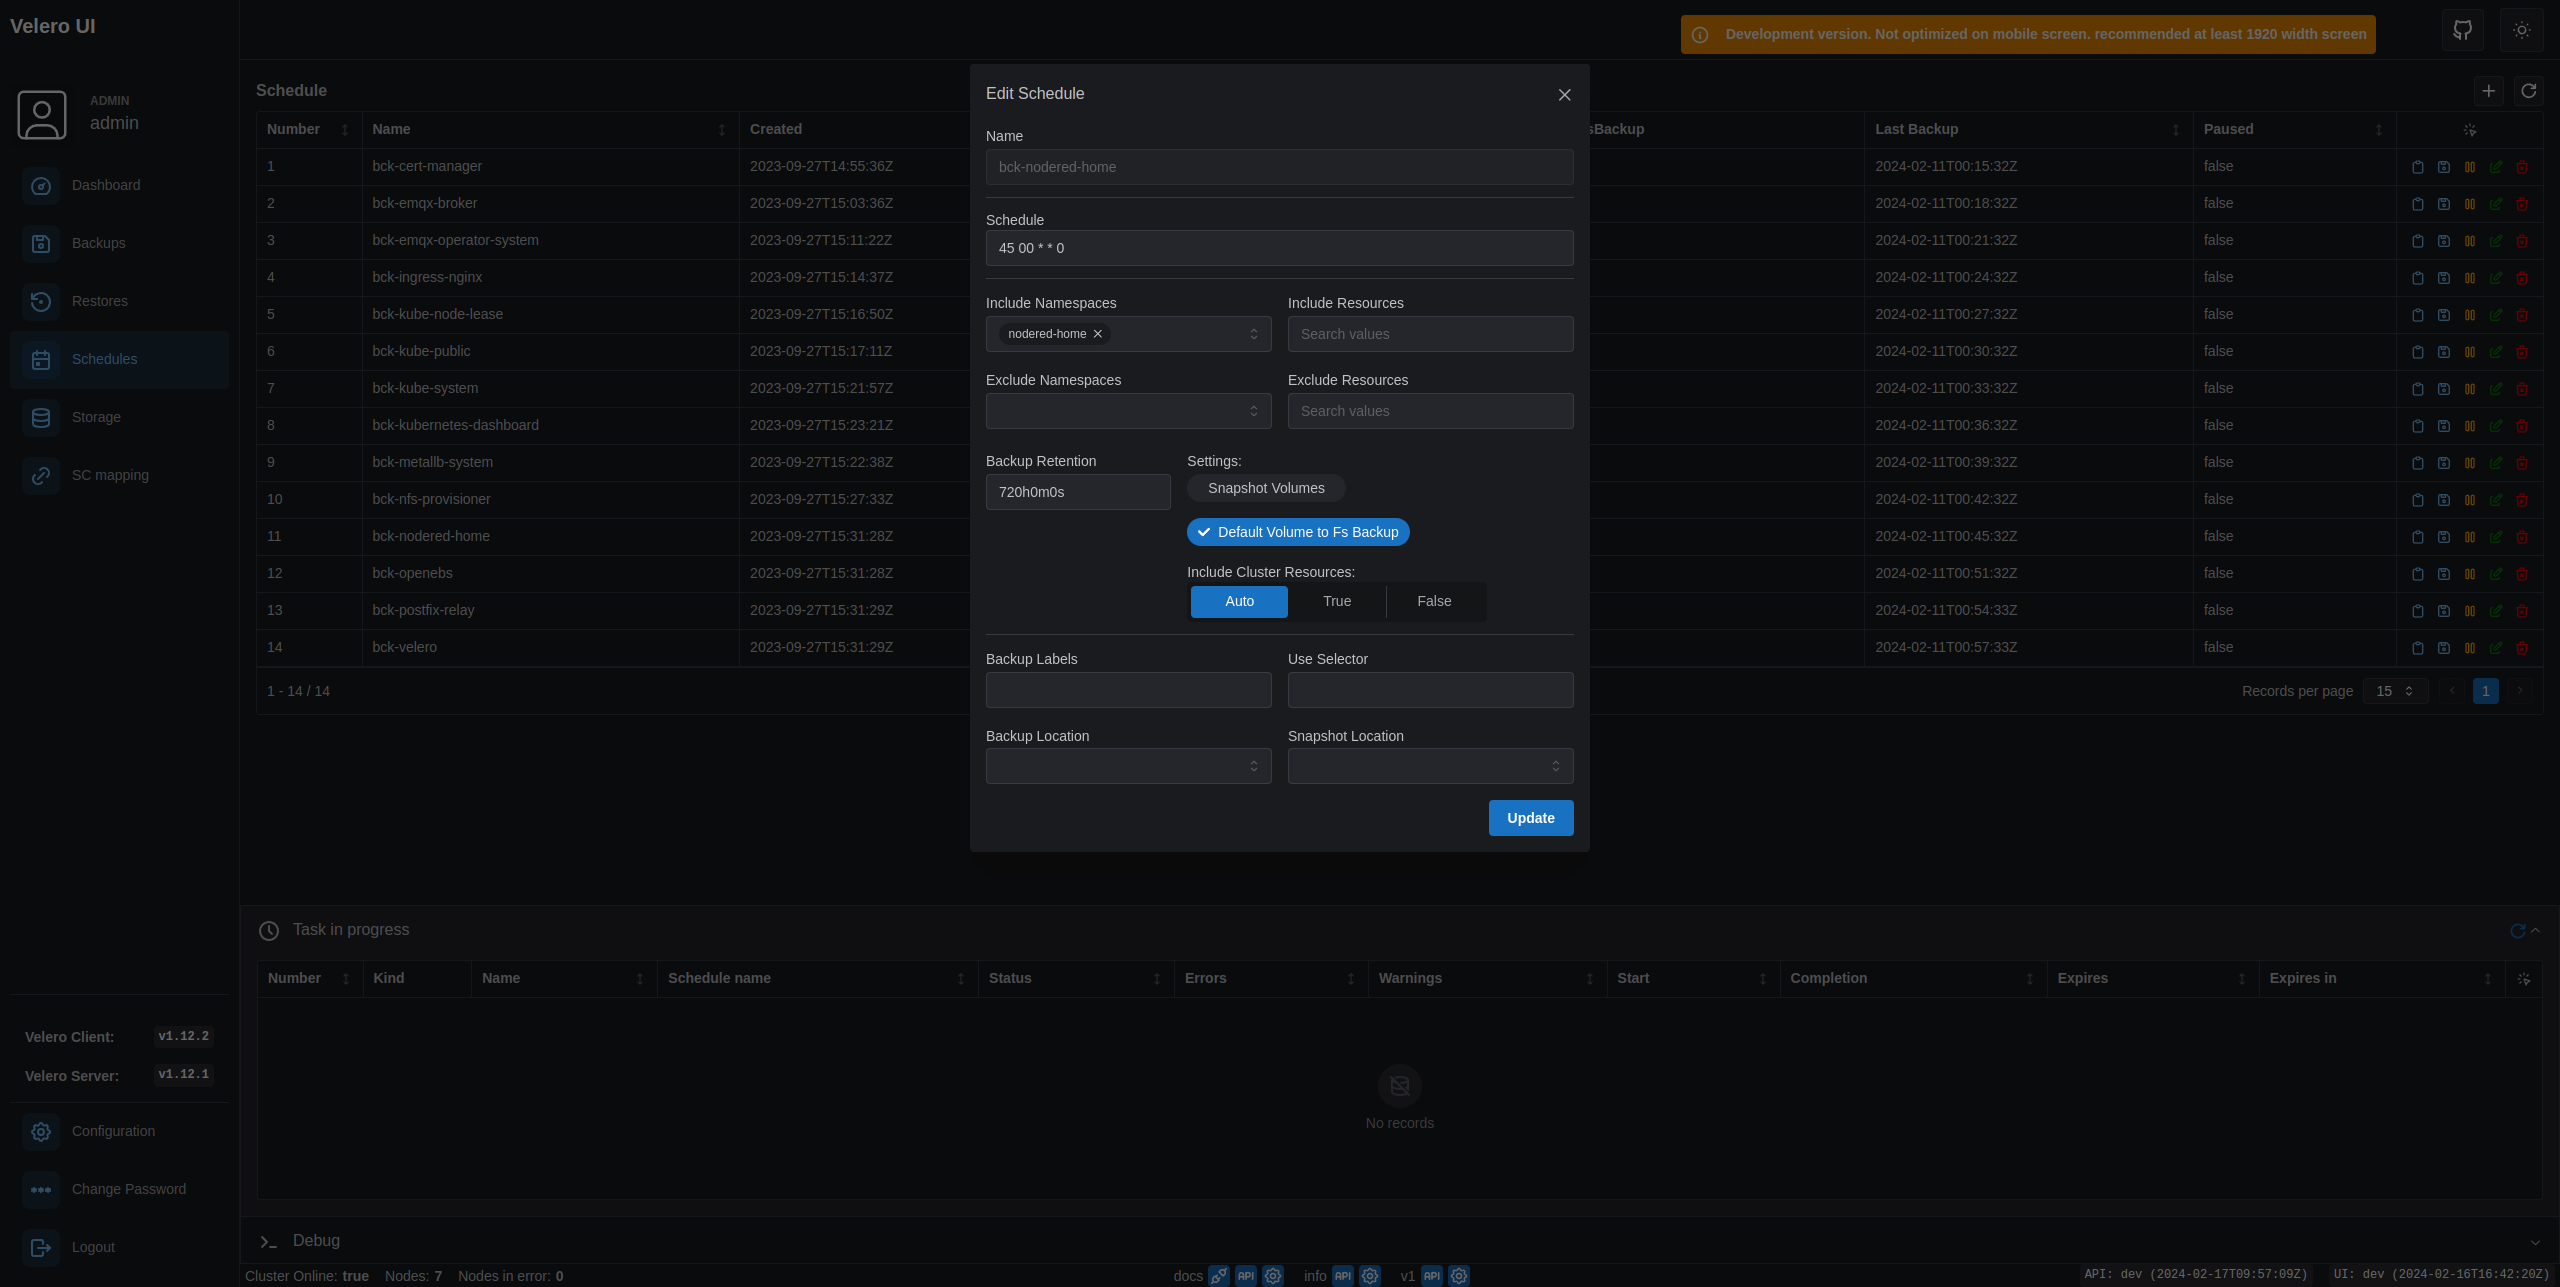 Velero UI
Development version. Not optimized on mobile screen. recommended at least 1920 width screen
ADMIN
admin
Dashboard
Backups
Restores
Schedules
Storage
SC mapping
Velero Client: v1.12.2
Velero Server: v1.12.1
Configuration
Change Password
Logout
Schedule
Number Name Created sBackup Last Backup Paused
1 bck-cert-manager 2023-09-27T14:55:36Z 2024-02-11T00:15:32Z false
2 bck-emqx-broker 2023-09-27T15:03:36Z 2024-02-11T00:18:32Z false
3 bck-emqx-operator-system 2023-09-27T15:11:22Z 2024-02-11T00:21:32Z false
4 bck-ingress-nginx 2023-09-27T15:14:37Z 2024-02-11T00:24:32Z false
5 bck-kube-node-lease 2023-09-27T15:16:50Z 2024-02-11T00:27:32Z false
6 bck-kube-public 2023-09-27T15:17:11Z 2024-02-11T00:30:32Z false
7 bck-kube-system 2023-09-27T15:21:57Z 2024-02-11T00:33:32Z false
8 bck-kubernetes-dashboard 2023-09-27T15:23:21Z 2024-02-11T00:36:32Z false
9 bck-metallb-system 2023-09-27T15:22:38Z 2024-02-11T00:39:32Z false
10 bck-nfs-provisioner 2023-09-27T15:27:33Z 2024-02-11T00:42:32Z false
11 bck-nodered-home 2023-09-27T15:31:28Z 2024-02-11T00:45:32Z false
12 bck-openebs 2023-09-27T15:31:28Z 2024-02-11T00:51:32Z false
13 bck-postfix-relay 2023-09-27T15:31:29Z 2024-02-11T00:54:33Z false
14 bck-velero 2023-09-27T15:31:29Z 2024-02-11T00:57:33Z false
1 - 14 / 14 Records per page 15 1
Edit Schedule
Name
bck-nodered-home
Schedule
45 00 * * 0
Include Namespaces Include Resources
nodered-home Search values
Exclude Namespaces Exclude Resources
Search values
Backup Retention Settings:
720h0m0s Snapshot Volumes
Default Volume to Fs Backup
Include Cluster Resources:
Auto True False
Backup Labels Use Selector
Backup Location Snapshot Location
Update
Task in progress
Number Kind Name Schedule name Status Errors Warnings Start Completion Expires Expires in
No records
Debug
Cluster Online: true Nodes: 7 Nodes in error: 0 docs API info API v1 API API: dev (2024-02-17T09:57:09Z) UI: dev (2024-02-16T16:42:20Z)